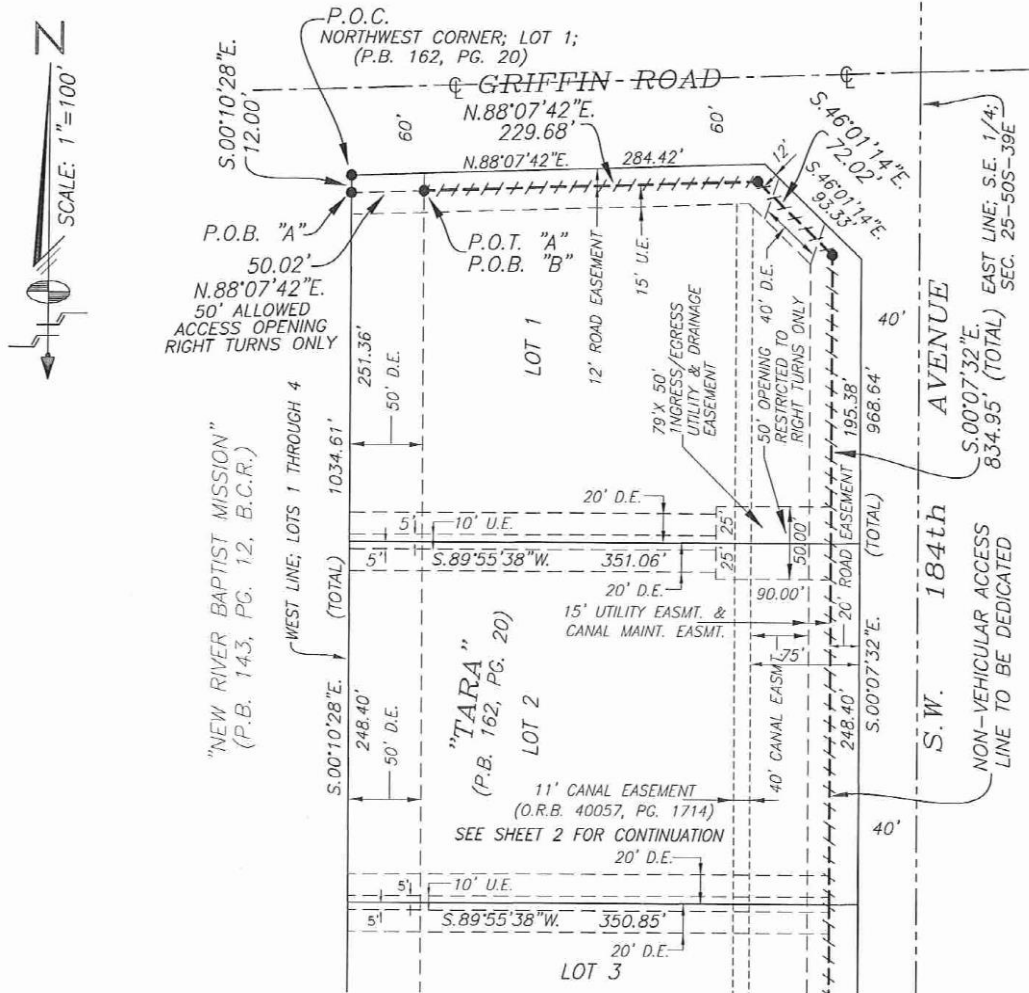 N
SCALE: 1"=100'
P.O.C.
NORTHWEST CORNER; LOT 1;
(P.B. 162, PG. 20)
S.00°10'28"E.
12.00'
℄ GRIFFIN ROAD ℄
60'
60'
N.88°07'42"E.
229.68'
N.88°07'42"E. 284.42'
12'
S.46°01'14"E.
72.02'
S.46°01'14"E.
93.33'
EAST LINE; S.E. 1/4;
SEC. 25-50S-39E
P.O.B. "A"
50.02'
N.88°07'42"E.
50' ALLOWED
ACCESS OPENING
RIGHT TURNS ONLY
P.O.T. "A"
P.O.B. "B"
12' ROAD EASEMENT
15' U.E.
40' D.E.
LOT 1
251.36'
50' D.E.
79'X 50'
INGRESS/EGRESS
UTILITY & DRAINAGE
EASEMENT
50' OPENING
RESTRICTED TO
RIGHT TURNS ONLY
40'
195.38'
968.64'
(TOTAL)
S.00°07'32"E.
834.95' (TOTAL)
S.W. 184th AVENUE
"NEW RIVER BAPTIST MISSION"
(P.B. 143, PG. 12, B.C.R.)
WEST LINE; LOTS 1 THROUGH 4
S.00°10'28"E. (TOTAL) 1034.61'
20' D.E.
5'
10' U.E.
25'
25'
50.00'
20' ROAD EASEMENT
5'
S.89°55'38"W. 351.06'
20' D.E.
90.00'
15' UTILITY EASMT. &
CANAL MAINT. EASMT.
75'
40' CANAL EASMT.
"TARA"
(P.B. 162, PG. 20)
LOT 2
248.40'
50' D.E.
248.40'
S.00°07'32"E.
NON-VEHICULAR ACCESS
LINE TO BE DEDICATED
11' CANAL EASEMENT
(O.R.B. 40057, PG. 1714)
SEE SHEET 2 FOR CONTINUATION
40'
20' D.E.
5'
10' U.E.
5'
S.89°55'38"W. 350.85'
20' D.E.
LOT 3